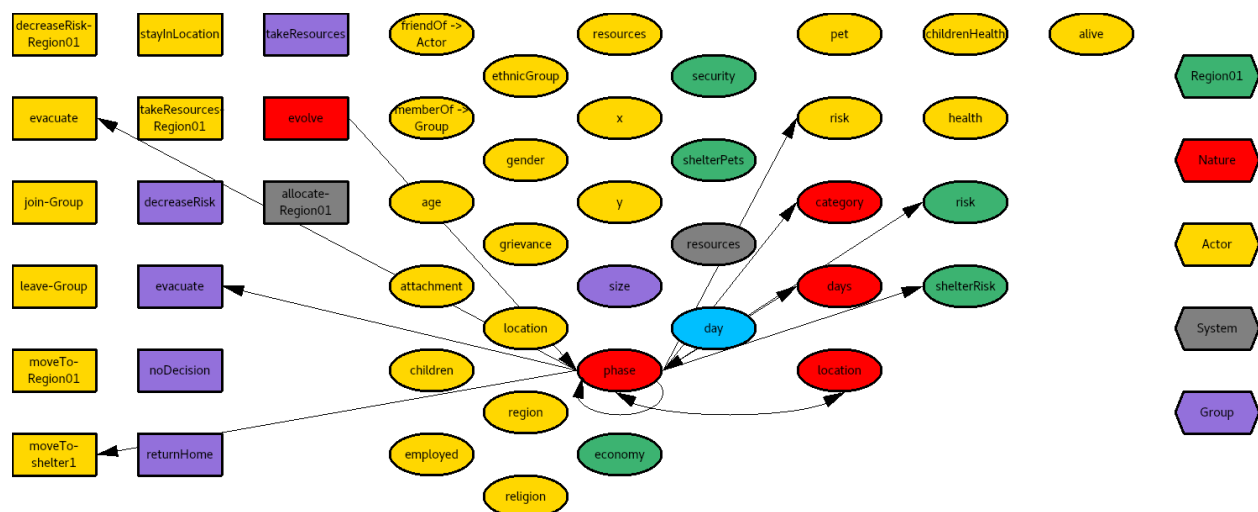 decreaseRisk-
Region01
stayInLocation
takeResources
friendOf ->
Actor
resources
pet
childrenHealth
alive
ethnicGroup
security
Region01
evacuate
takeResources-
Region01
evolve
memberOf ->
Group
x
risk
health
gender
shelterPets
Nature
join-Group
decreaseRisk
allocate-
Region01
age
y
category
risk
grievance
resources
Actor
leave-Group
evacuate
attachment
size
days
shelterRisk
location
day
System
moveTo-
Region01
noDecision
children
phase
location
region
Group
moveTo-
shelter1
returnHome
employed
economy
religion